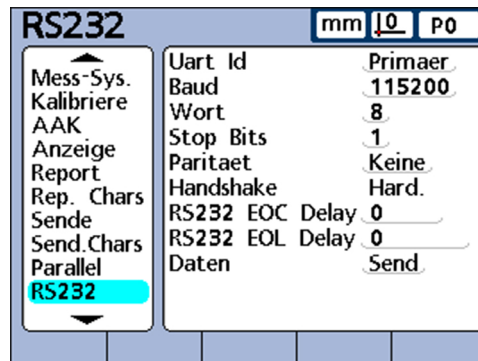 RS232
mm 0 P0
Mess-Sys.
Kalibriere
AAK
Anzeige
Report
Rep. Chars
Sende
Send.Chars
Parallel
RS232
Uart Id Primaer
Baud 115200
Wort 8
Stop Bits 1
Paritaet Keine
Handshake Hard.
RS232 EOC Delay 0
RS232 EOL Delay 0
Daten Send